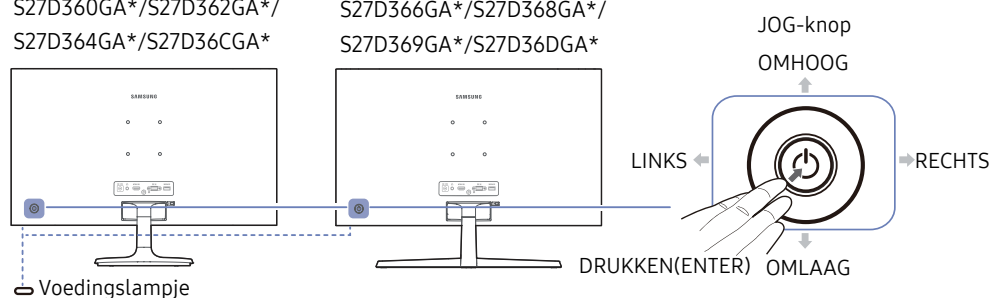 S27D360GA*/S27D362GA*/
S27D364GA*/S27D36CGA*
S27D366GA*/S27D368GA*/
S27D369GA*/S27D36DGA*
JOG-knop
OMHOOG
SAMSUNG
SAMSUNG
LINKS
RECHTS
DRUKKEN(ENTER)
OMLAAG
Voedingslampje